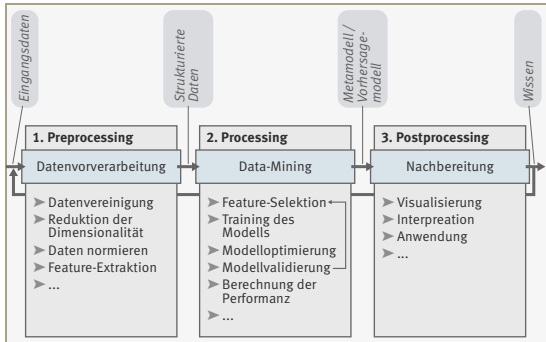 Eingangsdaten
Strukturierte
Daten
Metamodell/
Vorhersage-
modell
Wissen
1. Preprocessing
Datenvorverarbeitung
➤ Datenvereinigung
➤ Reduktion der
Dimensionalität
➤ Daten normieren
➤ Feature-Extraktion
➤ ...
2. Processing
Data-Mining
➤ Feature-Selektion
➤ Training des
Modells
➤ Modelloptimierung
➤ Modellvalidierung
➤ Berechnung der
Performanz
➤ ...
3. Postprocessing
Nachbereitung
➤ Visualisierung
➤ Interpreation
➤ Anwendung
➤ ...